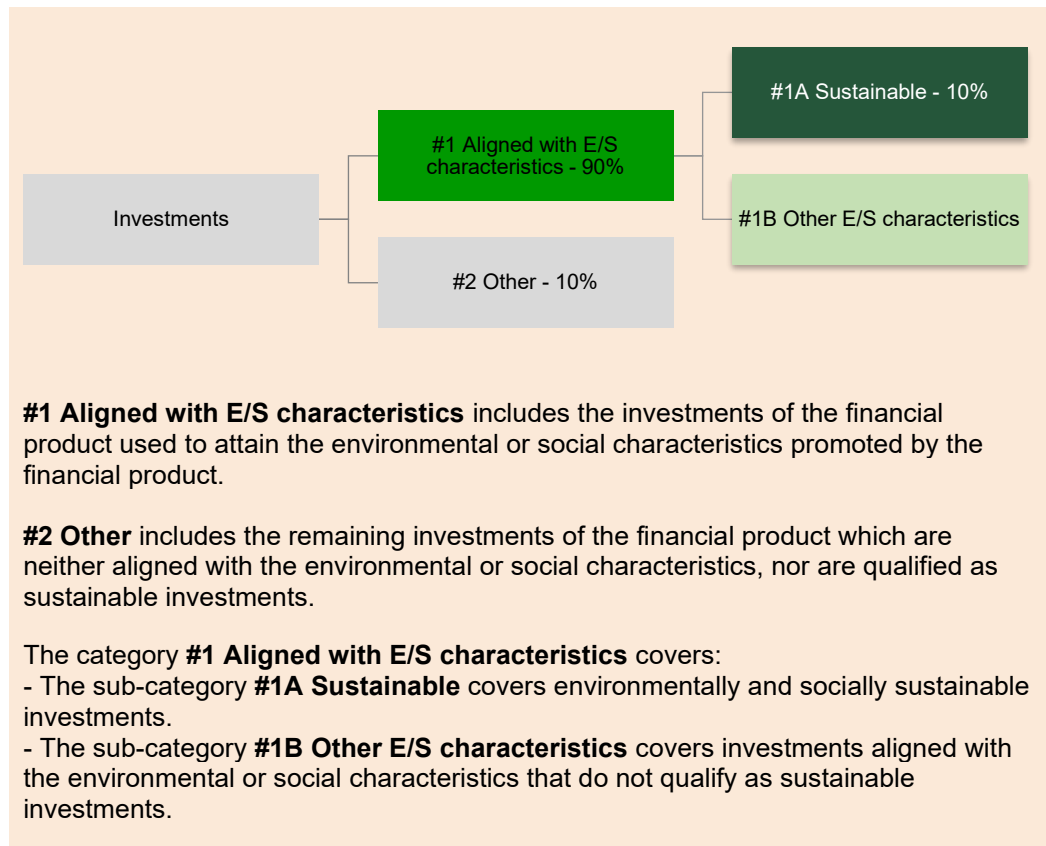 #1A Sustainable - 10%
#1 Aligned with E/S
characteristics - 90%
Investments
#1B Other E/S characteristics
#2 Other - 10%
#1 Aligned with E/S characteristics includes the investments of the financial
product used to attain the environmental or social characteristics promoted by the
financial product.
#2 Other includes the remaining investments of the financial product which are
neither aligned with the environmental or social characteristics, nor are qualified as
sustainable investments.
The category #1 Aligned with E/S characteristics covers:
- The sub-category #1A Sustainable covers environmentally and socially sustainable
investments.
- The sub-category #1B Other E/S characteristics covers investments aligned with
the environmental or social characteristics that do not qualify as sustainable
investments.